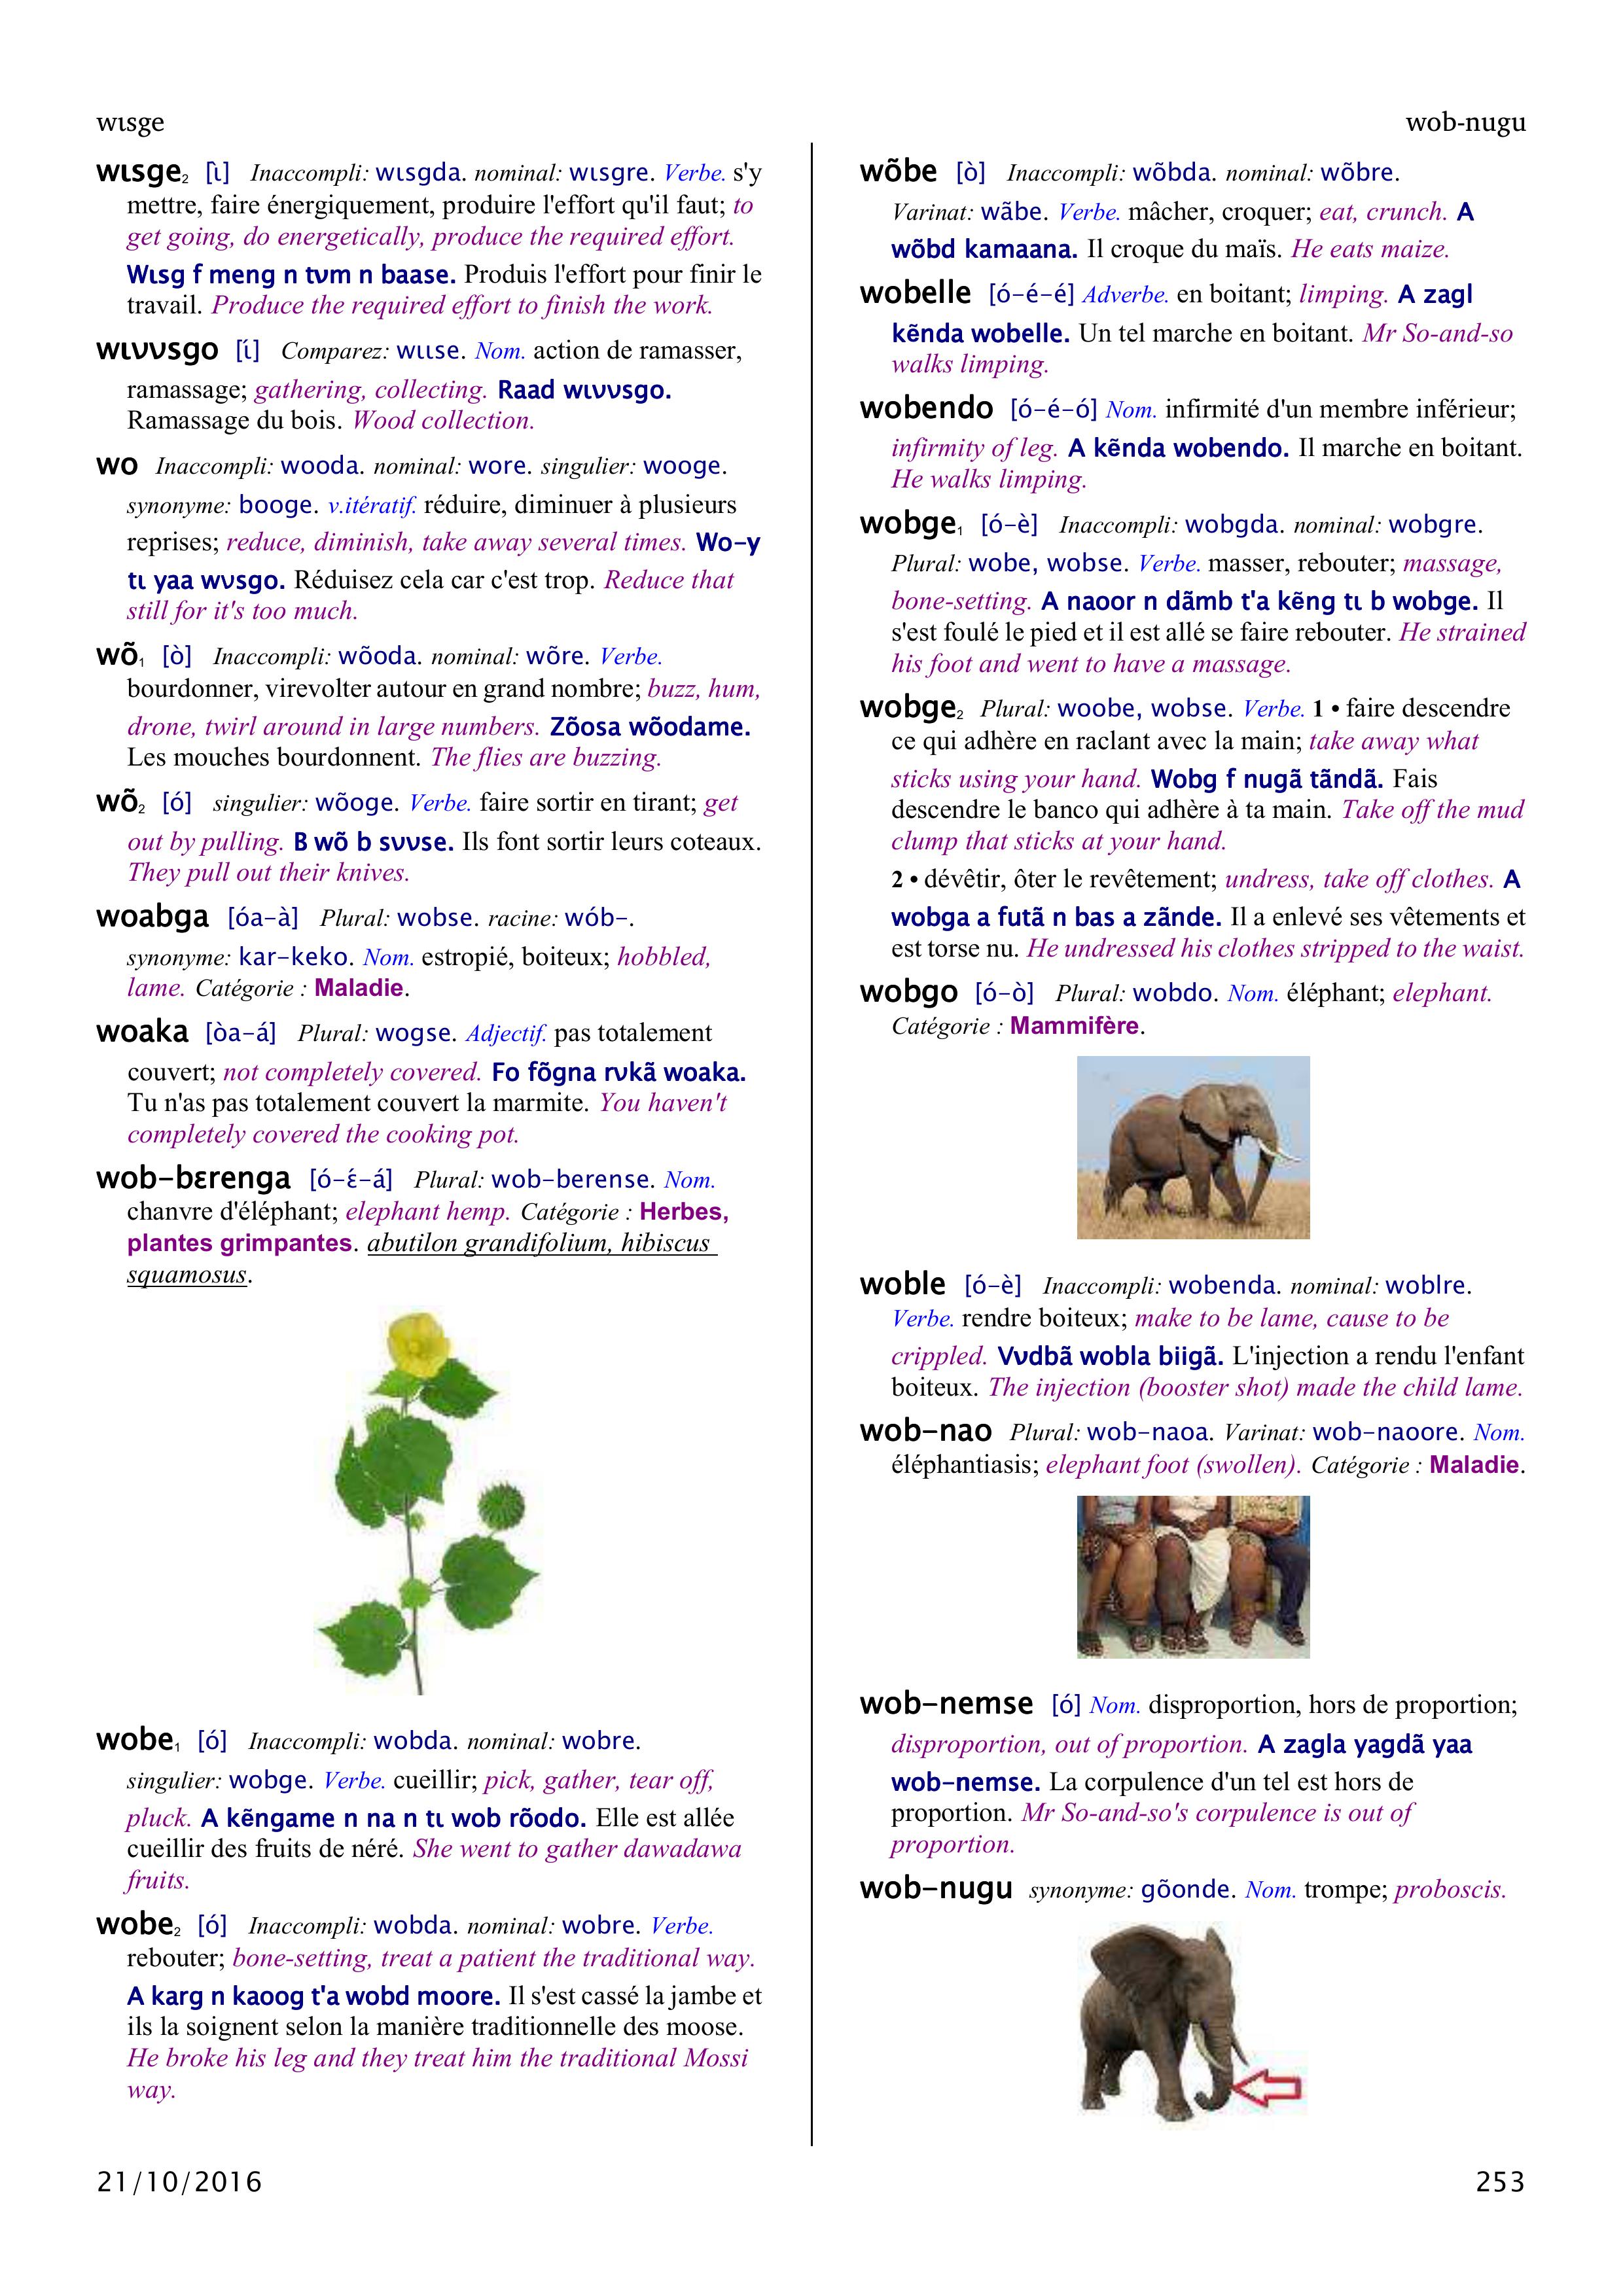 wɩsge
wob-nugu
wɩsge₂ [ɩ̀] Inaccompli: wɩsgda. nominal: wɩsgre. Verbe. s'y
mettre, faire énergiquement, produire l'effort qu'il faut; to
get going, do energetically, produce the required effort.
Wɩsg f meng n tʋm n baase. Produis l'effort pour finir le
travail. Produce the required effort to finish the work.
wɩʋʋsgo [ɩ́] Comparez: wɩɩse. Nom. action de ramasser,
ramassage; gathering, collecting. Raad wɩʋʋsgo.
Ramassage du bois. Wood collection.
wo Inaccompli: wooda. nominal: wore. singulier: wooge.
synonyme: booge. v.itératif. réduire, diminuer à plusieurs
reprises; reduce, diminish, take away several times. Wo-y
tɩ yaa wʋsgo. Réduisez cela car c'est trop. Reduce that
still for it's too much.
wõ₁ [ò] Inaccompli: wõoda. nominal: wõre. Verbe.
bourdonner, virevolter autour en grand nombre; buzz, hum,
drone, twirl around in large numbers. Zõosa wõodame.
Les mouches bourdonnent. The flies are buzzing.
wõ₂ [ó] singulier: wõoge. Verbe. faire sortir en tirant; get
out by pulling. B wõ b sʋʋse. Ils font sortir leurs coteaux.
They pull out their knives.
woabga [óa-à] Plural: wobse. racine: wób-.
synonyme: kar-keko. Nom. estropié, boiteux; hobbled,
lame. Catégorie : Maladie.
woaka [òa-á] Plural: wogse. Adjectif. pas totalement
couvert; not completely covered. Fo fõgna rʋkã woaka.
Tu n'as pas totalement couvert la marmite. You haven't
completely covered the cooking pot.
wob-bɛrenga [ó-ɛ́-á] Plural: wob-berense. Nom.
chanvre d'éléphant; elephant hemp. Catégorie : Herbes,
plantes grimpantes. abutilon grandifolium, hibiscus
squamosus.
wobe₁ [ó] Inaccompli: wobda. nominal: wobre.
singulier: wobge. Verbe. cueillir; pick, gather, tear off,
pluck. A kẽngame n na n tɩ wob rõodo. Elle est allée
cueillir des fruits de néré. She went to gather dawadawa
fruits.
wobe₂ [ó] Inaccompli: wobda. nominal: wobre. Verbe.
rebouter; bone-setting, treat a patient the traditional way.
A karg n kaoog t'a wobd moore. Il s'est cassé la jambe et
ils la soignent selon la manière traditionnelle des moose.
He broke his leg and they treat him the traditional Mossi
way.
wõbe [ò] Inaccompli: wõbda. nominal: wõbre.
Varinat: wãbe. Verbe. mâcher, croquer; eat, crunch. A
wõbd kamaana. Il croque du maïs. He eats maize.
wobelle [ó-é-é] Adverbe. en boitant; limping. A zagl
kẽnda wobelle. Un tel marche en boitant. Mr So-and-so
walks limping.
wobendo [ó-é-ó] Nom. infirmité d'un membre inférieur;
infirmity of leg. A kẽnda wobendo. Il marche en boitant.
He walks limping.
wobge₁ [ó-è] Inaccompli: wobgda. nominal: wobgre.
Plural: wobe, wobse. Verbe. masser, rebouter; massage,
bone-setting. A naoor n dãmb t'a kẽng tɩ b wobge. Il
s'est foulé le pied et il est allé se faire rebouter. He strained
his foot and went to have a massage.
wobge₂ Plural: woobe, wobse. Verbe. 1 • faire descendre
ce qui adhère en raclant avec la main; take away what
sticks using your hand. Wobg f nugã tãndã. Fais
descendre le banco qui adhère à ta main. Take off the mud
clump that sticks at your hand.
2 • dévêtir, ôter le revêtement; undress, take off clothes. A
wobga a futã n bas a zãnde. Il a enlevé ses vêtements et
est torse nu. He undressed his clothes stripped to the waist.
wobgo [ó-ò] Plural: wobdo. Nom. éléphant; elephant.
Catégorie : Mammifère.
woble [ó-è] Inaccompli: wobenda. nominal: woblre.
Verbe. rendre boiteux; make to be lame, cause to be
crippled. Vʋdbã wobla biigã. L'injection a rendu l'enfant
boiteux. The injection (booster shot) made the child lame.
wob-nao Plural: wob-naoa. Varinat: wob-naoore. Nom.
éléphantiasis; elephant foot (swollen). Catégorie : Maladie.
wob-nemse [ó] Nom. disproportion, hors de proportion;
disproportion, out of proportion. A zagla yagdã yaa
wob-nemse. La corpulence d'un tel est hors de
proportion. Mr So-and-so's corpulence is out of
proportion.
wob-nugu synonyme: gõonde. Nom. trompe; proboscis.
21/10/2016
253